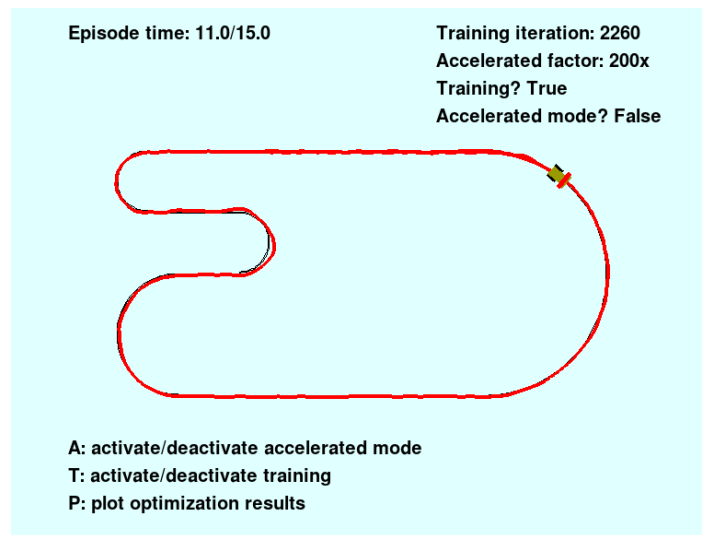 Episode time: 11.0/15.0
Training iteration: 2260
Accelerated factor: 200x
Training? True
Accelerated mode? False
A: activate/deactivate accelerated mode
T: activate/deactivate training
P: plot optimization results